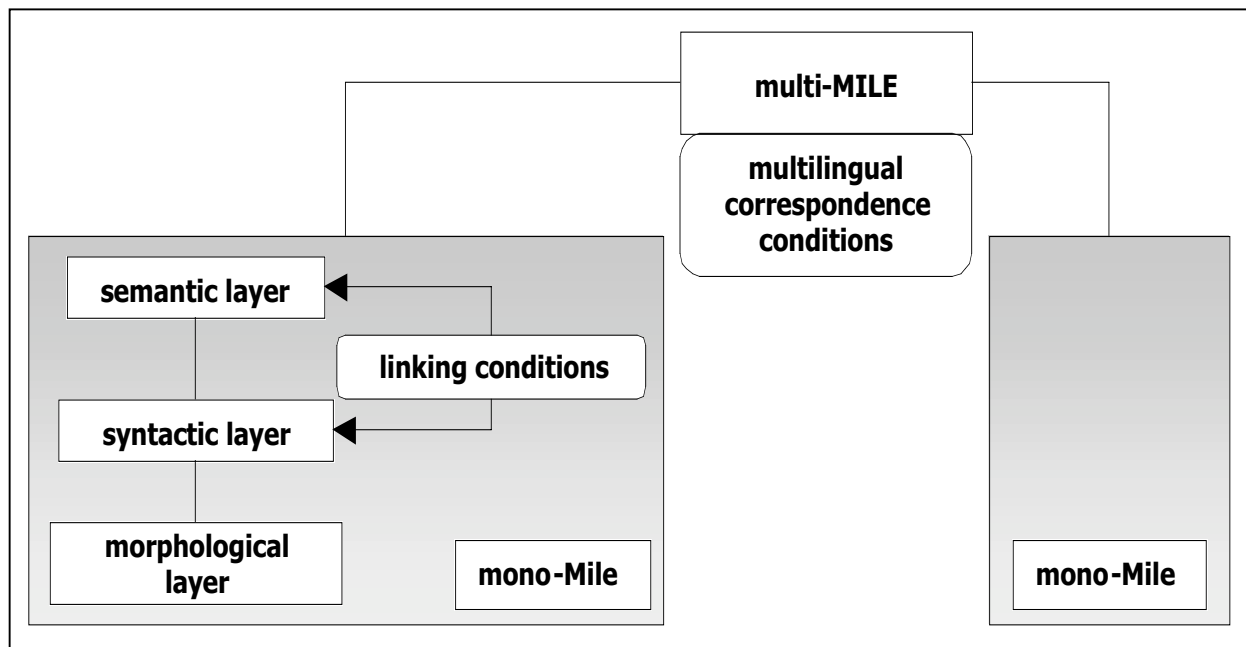 multi-MILE
multilingual
correspondence
conditions
semantic layer
linking conditions
syntactic layer
morphological
layer
mono-Mile
mono-Mile